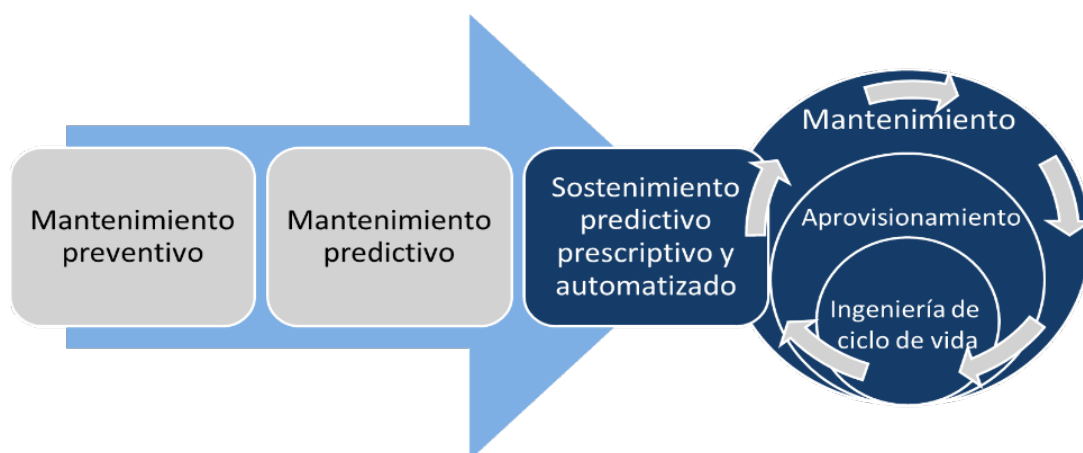 Mantenimiento
preventivo
Mantenimiento
predictivo
Sostenimiento
predictivo
prescriptivo y
automatizado
Mantenimiento
Aprovisionamiento
Ingeniería de
ciclo de vida